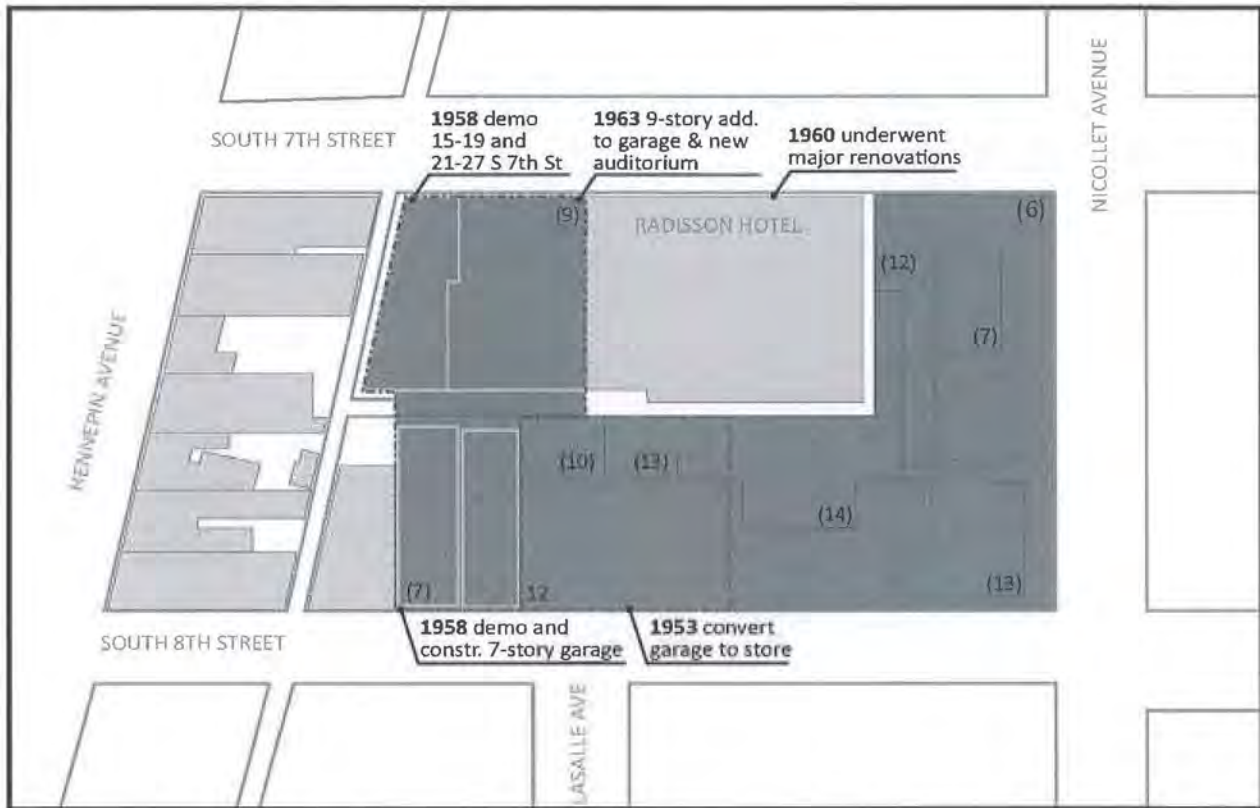 SOUTH 7TH STREET
1958 demo
15-19 and
21-27 S 7th St
1963 9-story add.
to garage & new
auditorium
1960 underwent
major renovations
NICOLLET AVENUE
(9)
RADISSON HOTEL
(6)
(12)
(7)
HENNEPIN AVENUE
(10)
(13)
(14)
(7)
12
(13)
SOUTH 8TH STREET
1958 demo and
constr. 7-story garage
1953 convert
garage to store
LASALLE AVE